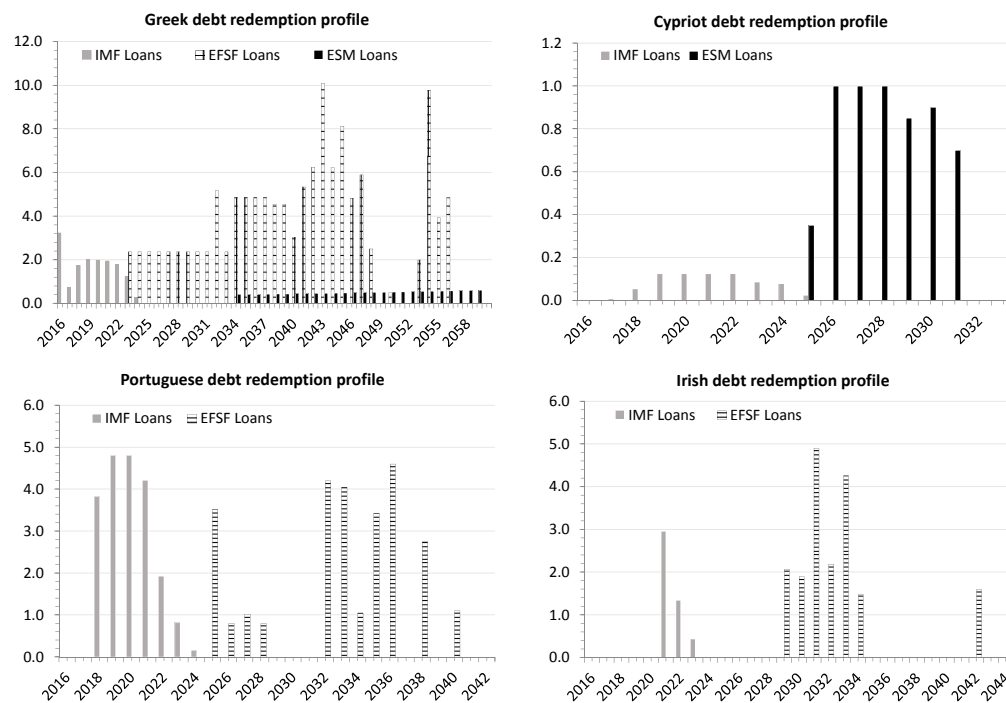 Greek debt redemption profile
12.0
10.0
8.0
6.0
4.0
2.0
0.0
IMF Loans EFSF Loans ESM Loans
2016 2019 2022 2025 2028 2031 2034 2037 2040 2043 2046 2049 2052 2055 2058
Cypriot debt redemption profile
1.2
1.0
0.8
0.6
0.4
0.2
0.0
IMF Loans ESM Loans
2016 2018 2020 2022 2024 2026 2028 2030 2032
Portuguese debt redemption profile
6.0
5.0
4.0
3.0
2.0
1.0
0.0
IMF Loans EFSF Loans
2016 2018 2020 2022 2024 2026 2028 2030 2032 2034 2036 2038 2040 2042
Irish debt redemption profile
6.0
5.0
4.0
3.0
2.0
1.0
0.0
IMF Loans EFSF Loans
2016 2018 2020 2022 2024 2026 2028 2030 2032 2034 2036 2038 2040 2042 2044